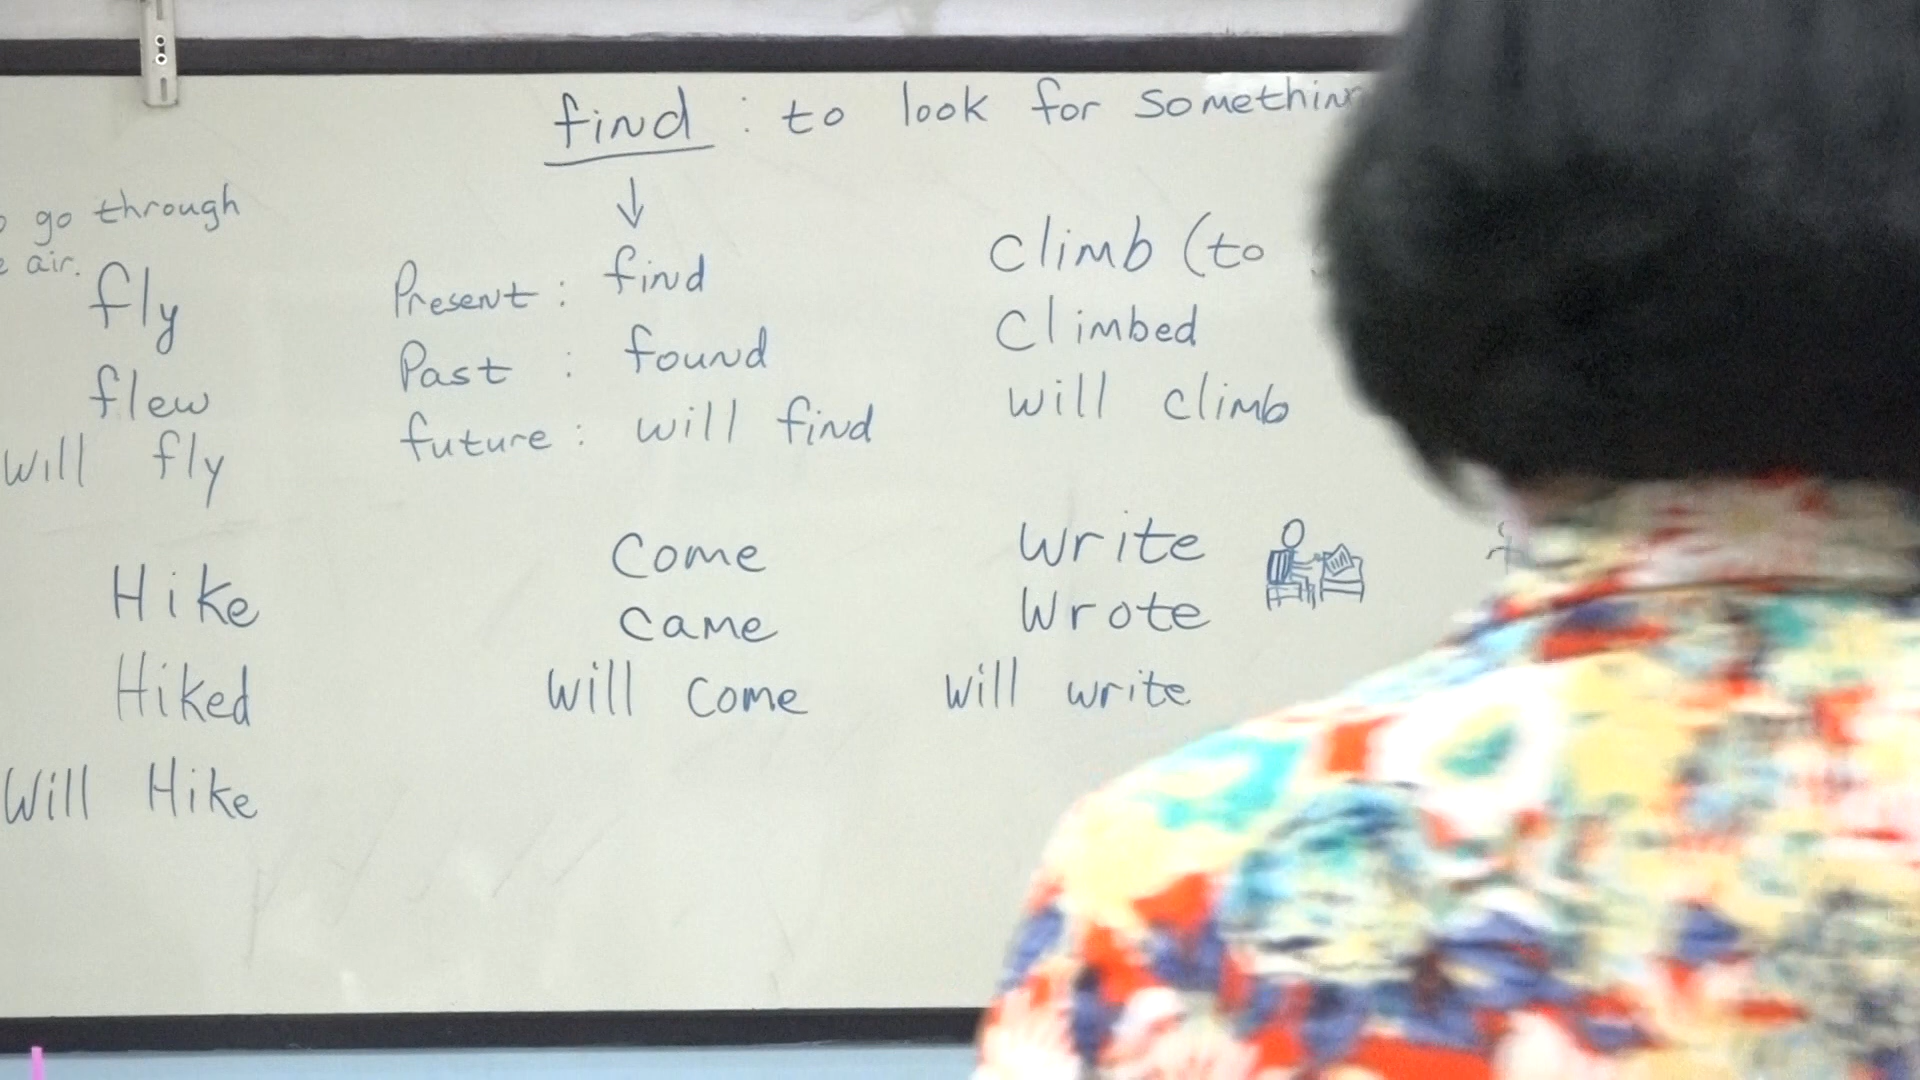 find : to look for somethin
go through
air.
fly
flew
will fly
Present : find
Past : found
future : will find
climb (to
Climbed
will climb
Hike
Hiked
Will Hike
Come
Came
Will Come
Write
Wrote
will write